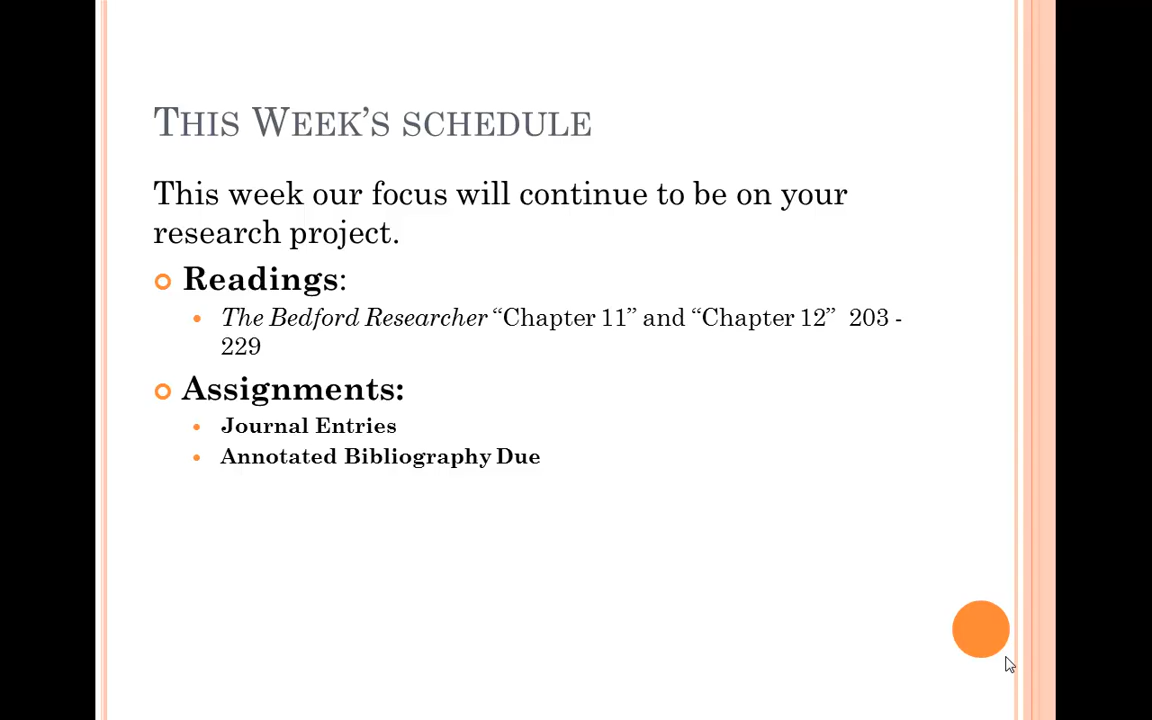 THIS WEEK’S SCHEDULE
This week our focus will continue to be on your
research project.
Readings:
The Bedford Researcher “Chapter 11” and “Chapter 12”  203 -
229
Assignments:
Journal Entries
Annotated Bibliography Due